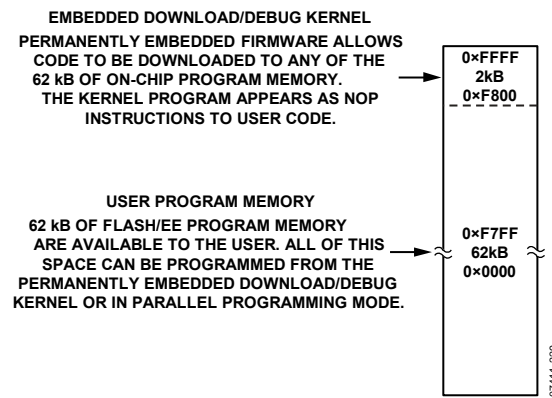 EMBEDDED DOWNLOAD/DEBUG KERNEL
PERMANENTLY EMBEDDED FIRMWARE ALLOWS
CODE TO BE DOWNLOADED TO ANY OF THE
62 kB OF ON-CHIP PROGRAM MEMORY.
THE KERNEL PROGRAM APPEARS AS NOP
INSTRUCTIONS TO USER CODE.
0×FFFF
2kB
0×F800
USER PROGRAM MEMORY
62 kB OF FLASH/EE PROGRAM MEMORY
ARE AVAILABLE TO THE USER. ALL OF THIS
SPACE CAN BE PROGRAMMED FROM THE
PERMANENTLY EMBEDDED DOWNLOAD/DEBUG
KERNEL OR IN PARALLEL PROGRAMMING MODE.
0×F7FF
62kB
0×0000